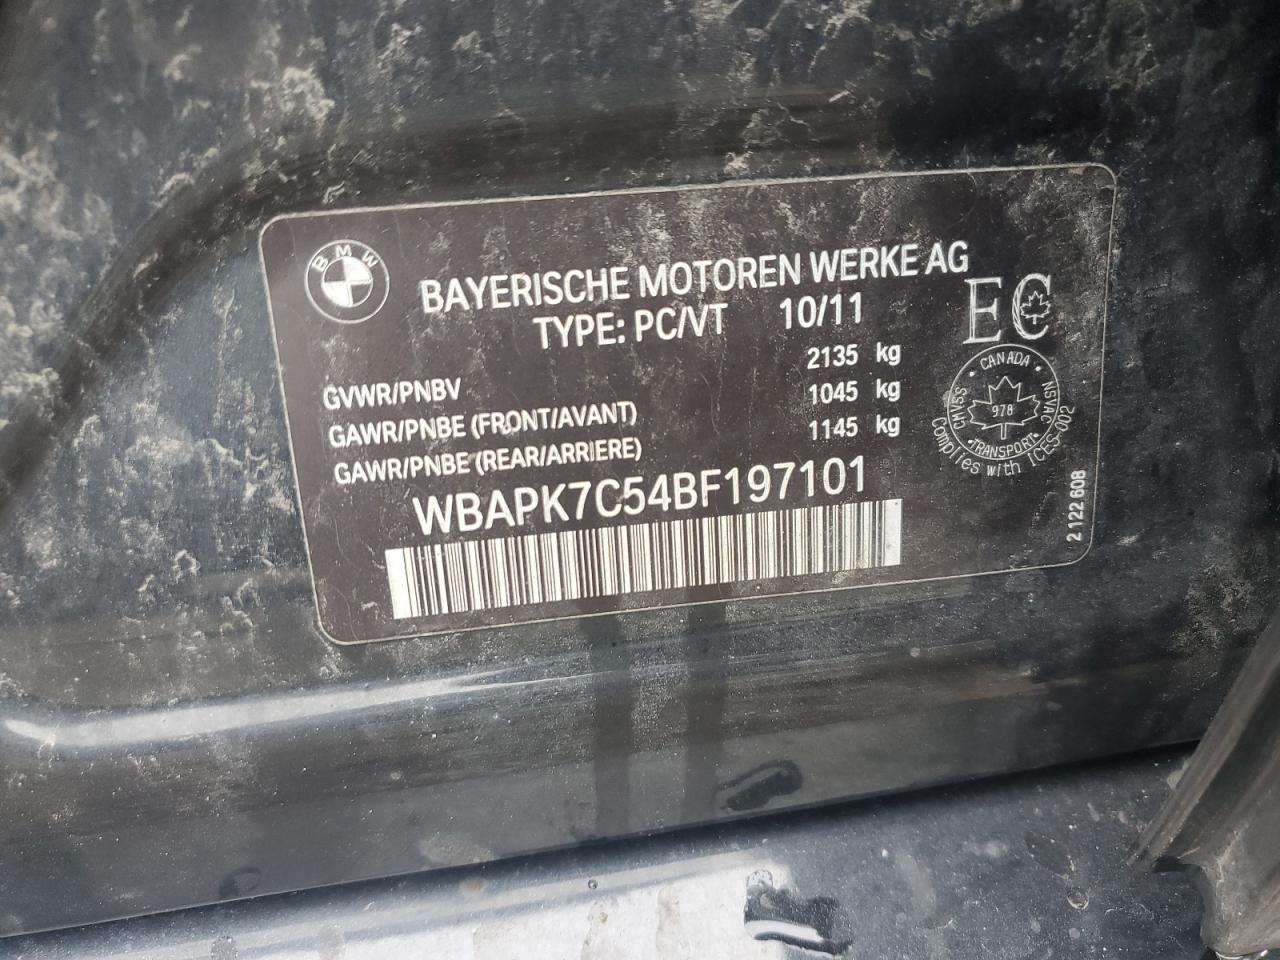 BMW
BAYERISCHE MOTOREN WERKE AG
TYPE: PC/VT 10/11
EC
GVWR/PNBV 2135 kg
GAWR/PNBE (FRONT/AVANT) 1045 kg
GAWR/PNBE (REAR/ARRIERE) 1145 kg
CANADA
CMVSS
NSVAC
978
TRANSPORT
Complies with ICES-002
WBAPK7C54BF197101
2 122 608